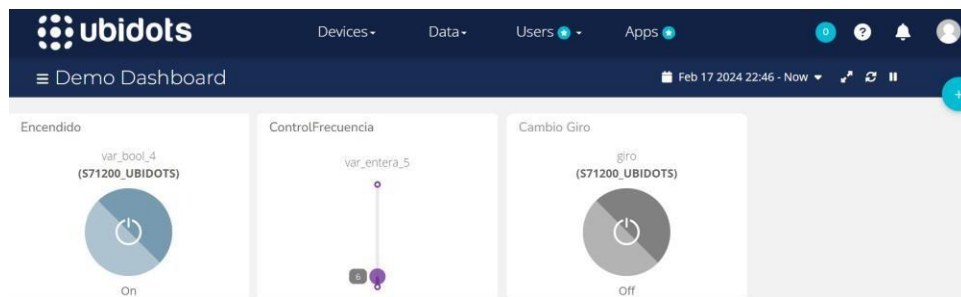 ubidots
Devices
Data
Users
Apps
0
?
Demo Dashboard
Feb 17 2024 22:46 - Now
+
Encendido
var_bool_4
(S71200_UBIDOTS)
On
ControlFrecuencia
var_entera_5
6
Cambio Giro
giro
(S71200_UBIDOTS)
Off